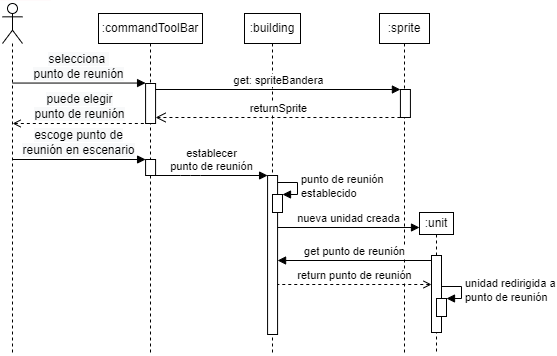 :commandToolBar
:building
:sprite
selecciona
punto de reunión
get: spriteBandera
puede elegir
punto de reunión
returnSprite
escoge punto de
reunión en escenario
establecer
punto de reunión
punto de reunión
establecido
nueva unidad creada
:unit
get punto de reunión
return punto de reunión
unidad redirigida a
punto de reunión